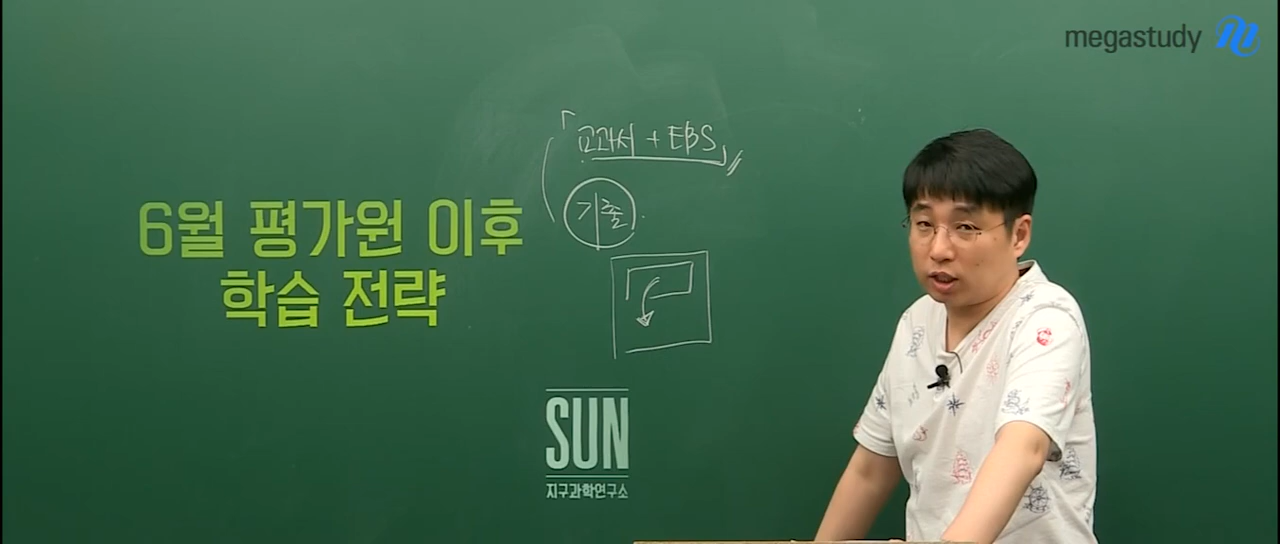 megastudy
「교과서 + EBS」
기출
6월 평가원 이후
학습 전략
SUN
지구과학연구소